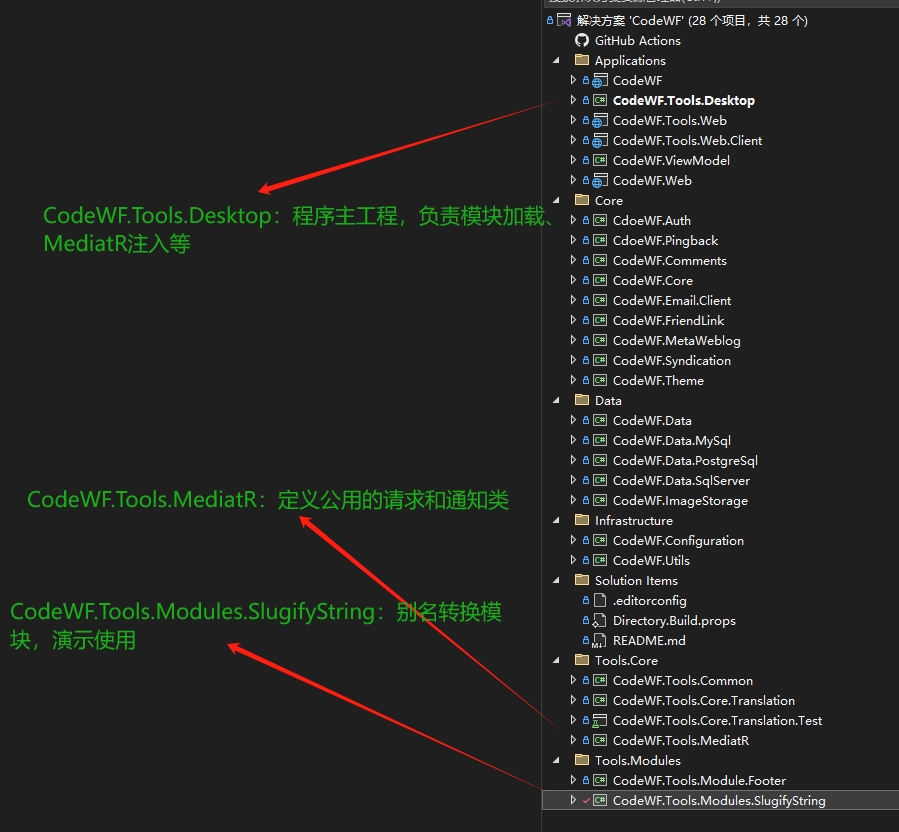 解决方案 'CodeWF' (28 个项目，共 28 个)
GitHub Actions
Applications
CodeWF
CodeWF.Tools.Desktop
CodeWF.Tools.Web
CodeWF.Tools.Web.Client
CodeWF.ViewModel
CodeWF.Web
Core
CdoeWF.Auth
CdoeWF.Pingback
CodeWF.Comments
CodeWF.Core
CodeWF.Email.Client
CodeWF.FriendLink
CodeWF.MetaWeblog
CodeWF.Syndication
CodeWF.Theme
Data
CodeWF.Data
CodeWF.Data.MySql
CodeWF.Data.PostgreSql
CodeWF.Data.SqlServer
CodeWF.ImageStorage
Infrastructure
CodeWF.Configuration
CodeWF.Utils
Solution Items
.editorconfig
Directory.Build.props
README.md
Tools.Core
CodeWF.Tools.Common
CodeWF.Tools.Core.Translation
CodeWF.Tools.Core.Translation.Test
CodeWF.Tools.MediatR
Tools.Modules
CodeWF.Tools.Module.Footer
CodeWF.Tools.Modules.SlugifyString
CodeWF.Tools.Desktop：程序主工程，负责模块加载、
MediatR注入等
CodeWF.Tools.MediatR：定义公用的请求和通知类
CodeWF.Tools.Modules.SlugifyString：别名转换模
块，演示使用